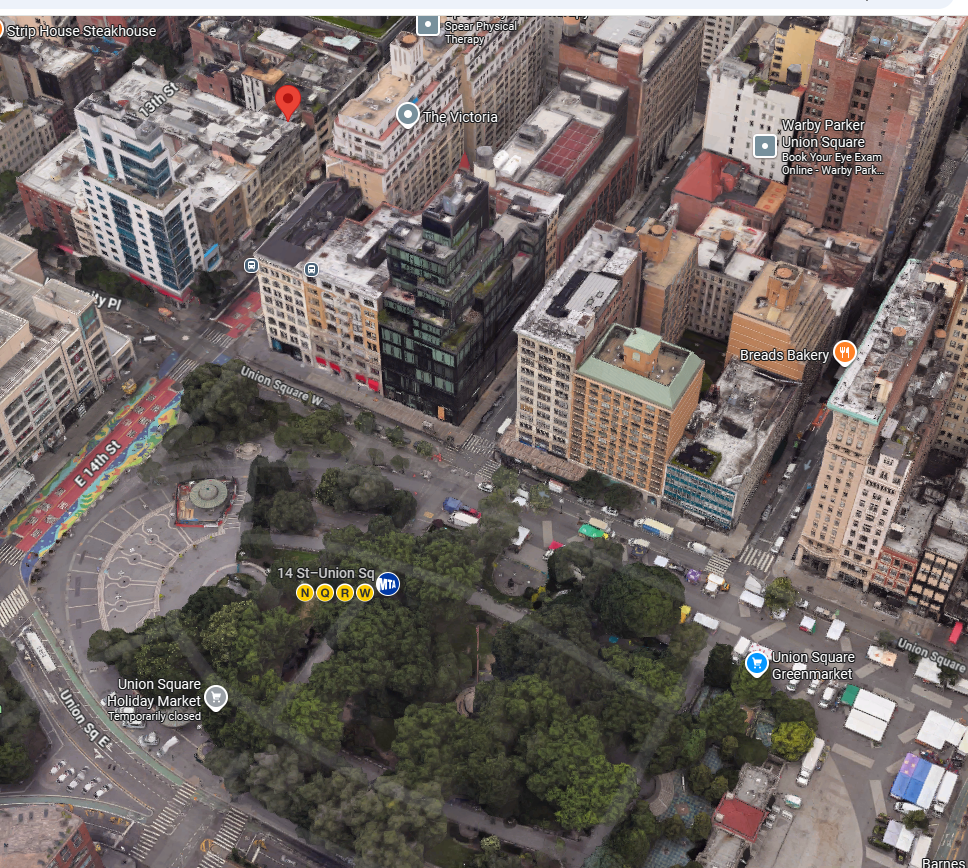 Strip House Steakhouse
Spear Physical
Therapy
13th St
The Victoria
Warby Parker
Union Square
Book Your Eye Exam
Online - Warby Park...
Breads Bakery
Union Square W
E 14th St
14 St–Union Sq
N Q R W MTA
Union Square
Holiday Market
Temporarily closed
Union Sq E
Union Square
Greenmarket
Union Square
Barnes